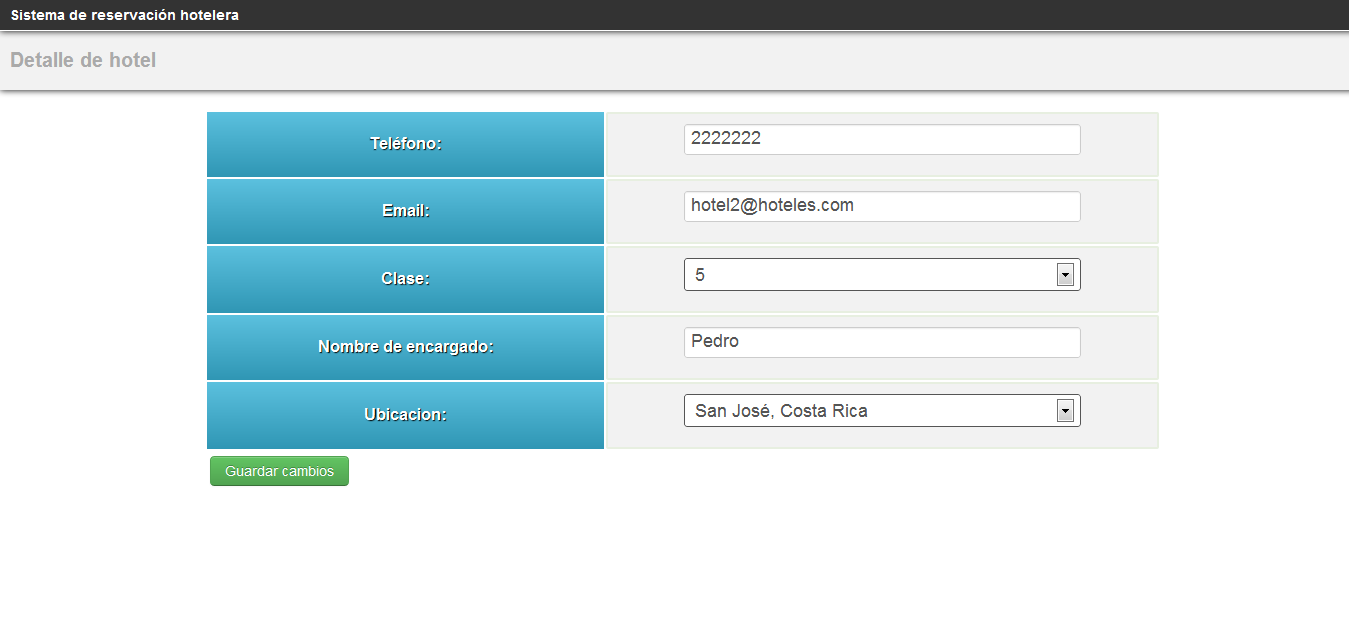 Sistema de reservación hotelera
Detalle de hotel
Teléfono: 2222222
Email: hotel2@hoteles.com
Clase: 5
Nombre de encargado: Pedro
Ubicacion: San José, Costa Rica
Guardar cambios